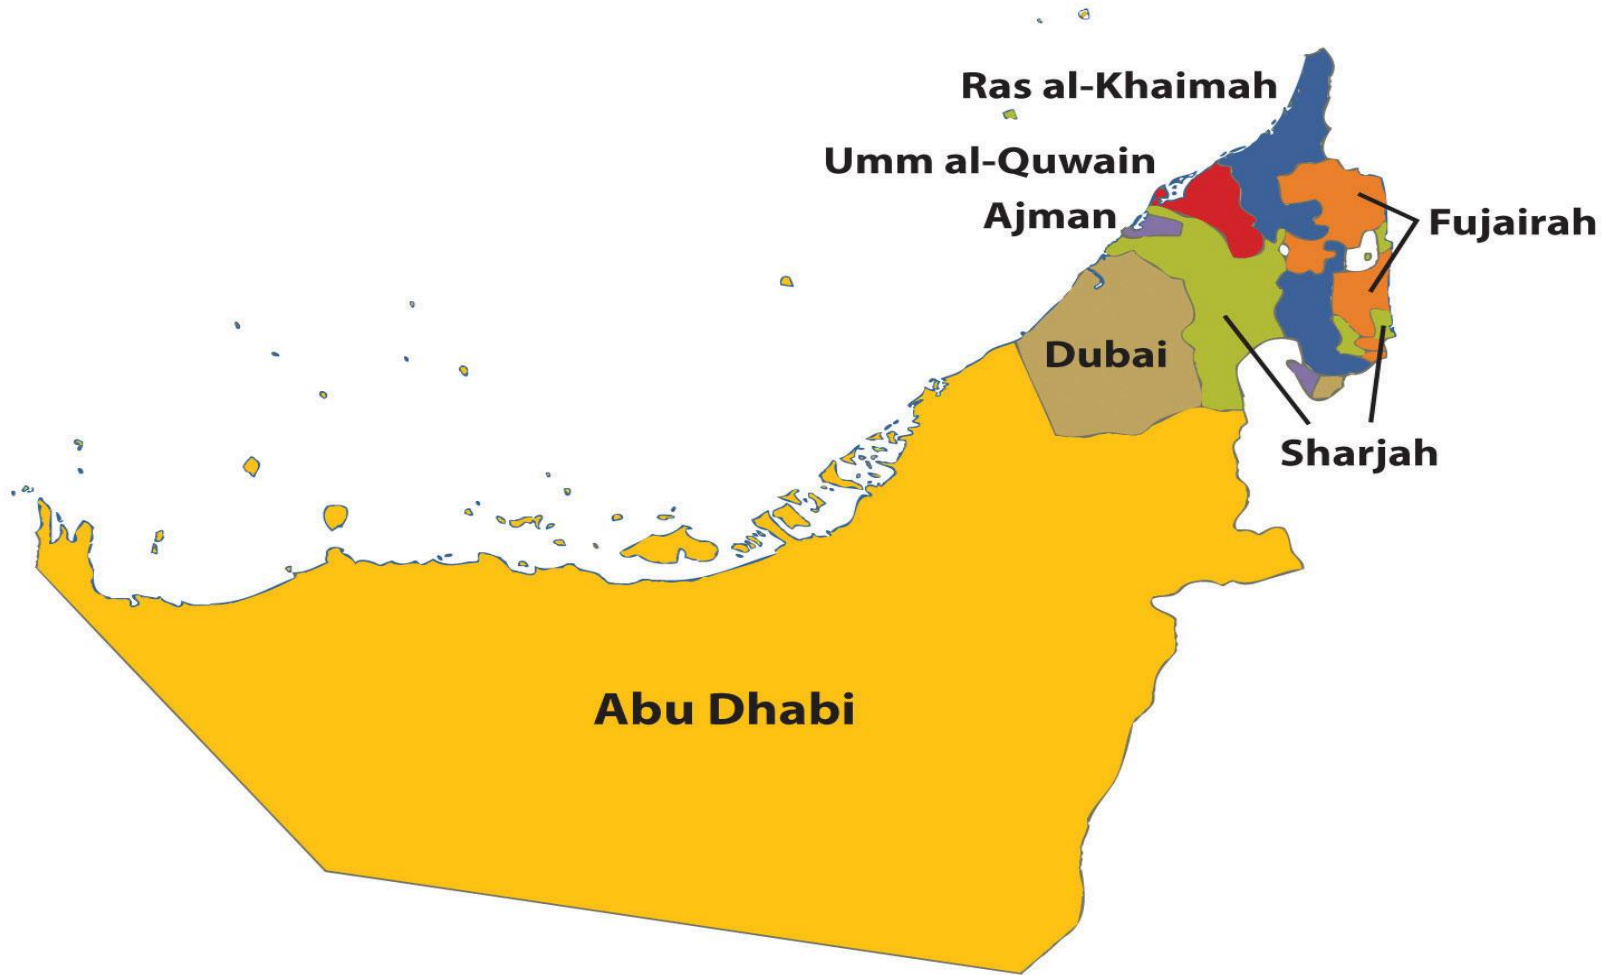 Ras al-Khaimah
Umm al-Quwain
Ajman
Fujairah
Dubai
Sharjah
Abu Dhabi